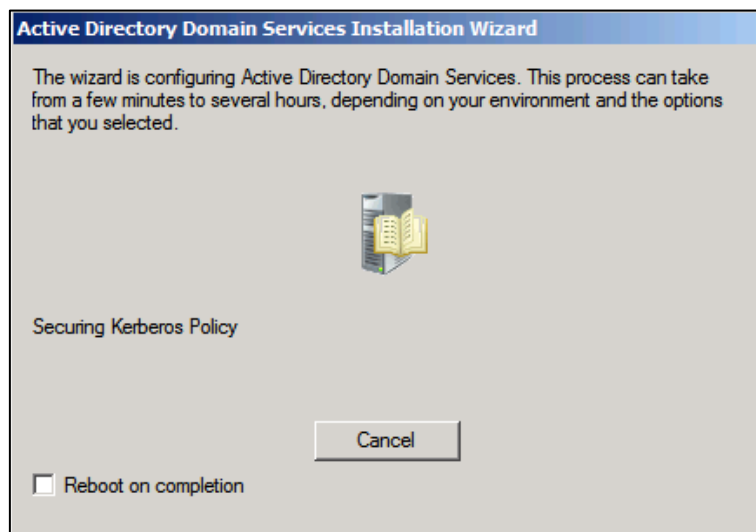 Active Directory Domain Services Installation Wizard
The wizard is configuring Active Directory Domain Services. This process can take
from a few minutes to several hours, depending on your environment and the options
that you selected.
Securing Kerberos Policy
Cancel
Reboot on completion